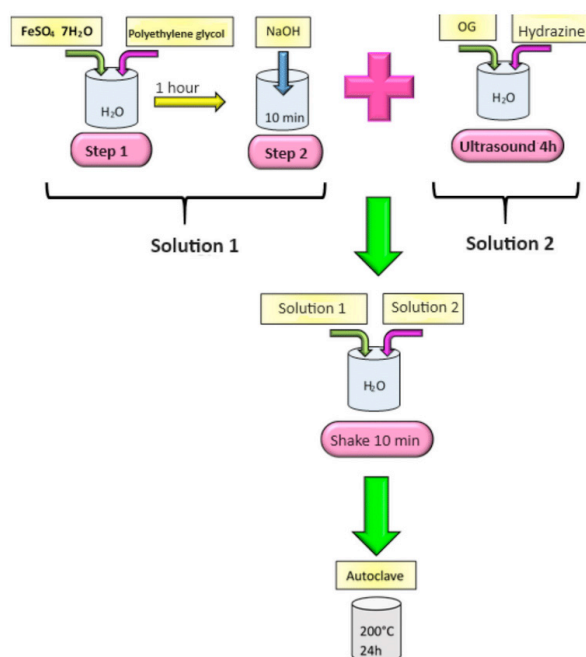 FeSO₄ 7H₂O
Polyethylene glycol
NaOH
OG
Hydrazine
H₂O
1 hour
10 min
H₂O
Step 1
Step 2
Ultrasound 4h
Solution 1
Solution 2
Solution 1
Solution 2
H₂O
Shake 10 min
Autoclave
200°C
24h